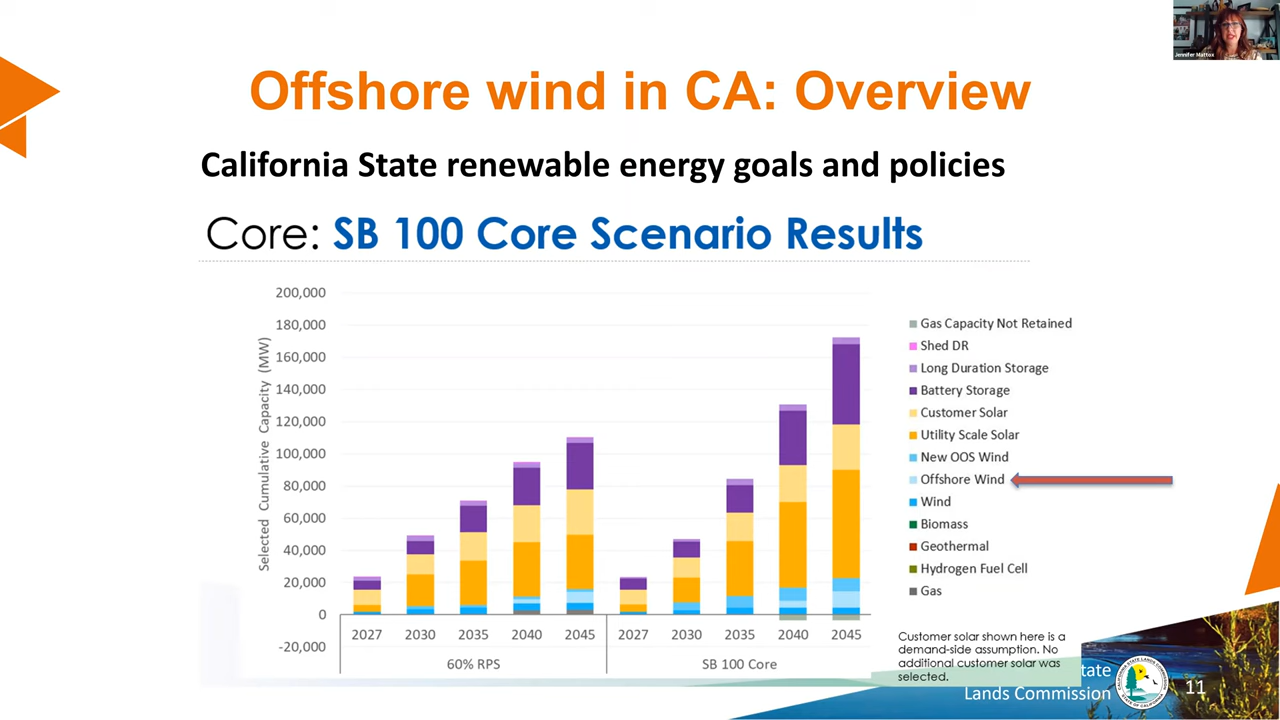 Jennifer Mattox
Offshore wind in CA: Overview
California State renewable energy goals and policies
Core: SB 100 Core Scenario Results
Selected Cumulative Capacity (MW)
200,000
180,000
160,000
140,000
120,000
100,000
80,000
60,000
40,000
20,000
0
-20,000
2027 2030 2035 2040 2045 2027 2030 2035 2040 2045
60% RPS SB 100 Core
Gas Capacity Not Retained
Shed DR
Long Duration Storage
Battery Storage
Customer Solar
Utility Scale Solar
New OOS Wind
Offshore Wind
Wind
Biomass
Geothermal
Hydrogen Fuel Cell
Gas
Customer solar shown here is a
demand-side assumption. No
additional customer solar was
selected.
tate
Lands Commission
11